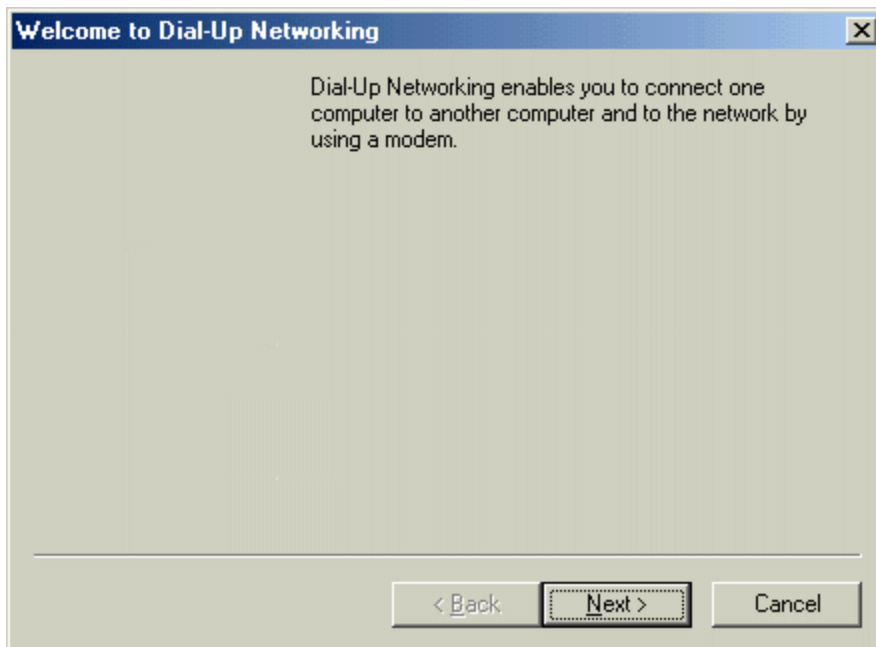 Welcome to Dial-Up Networking
Dial-Up Networking enables you to connect one
computer to another computer and to the network by
using a modem.
< Back
Next >
Cancel